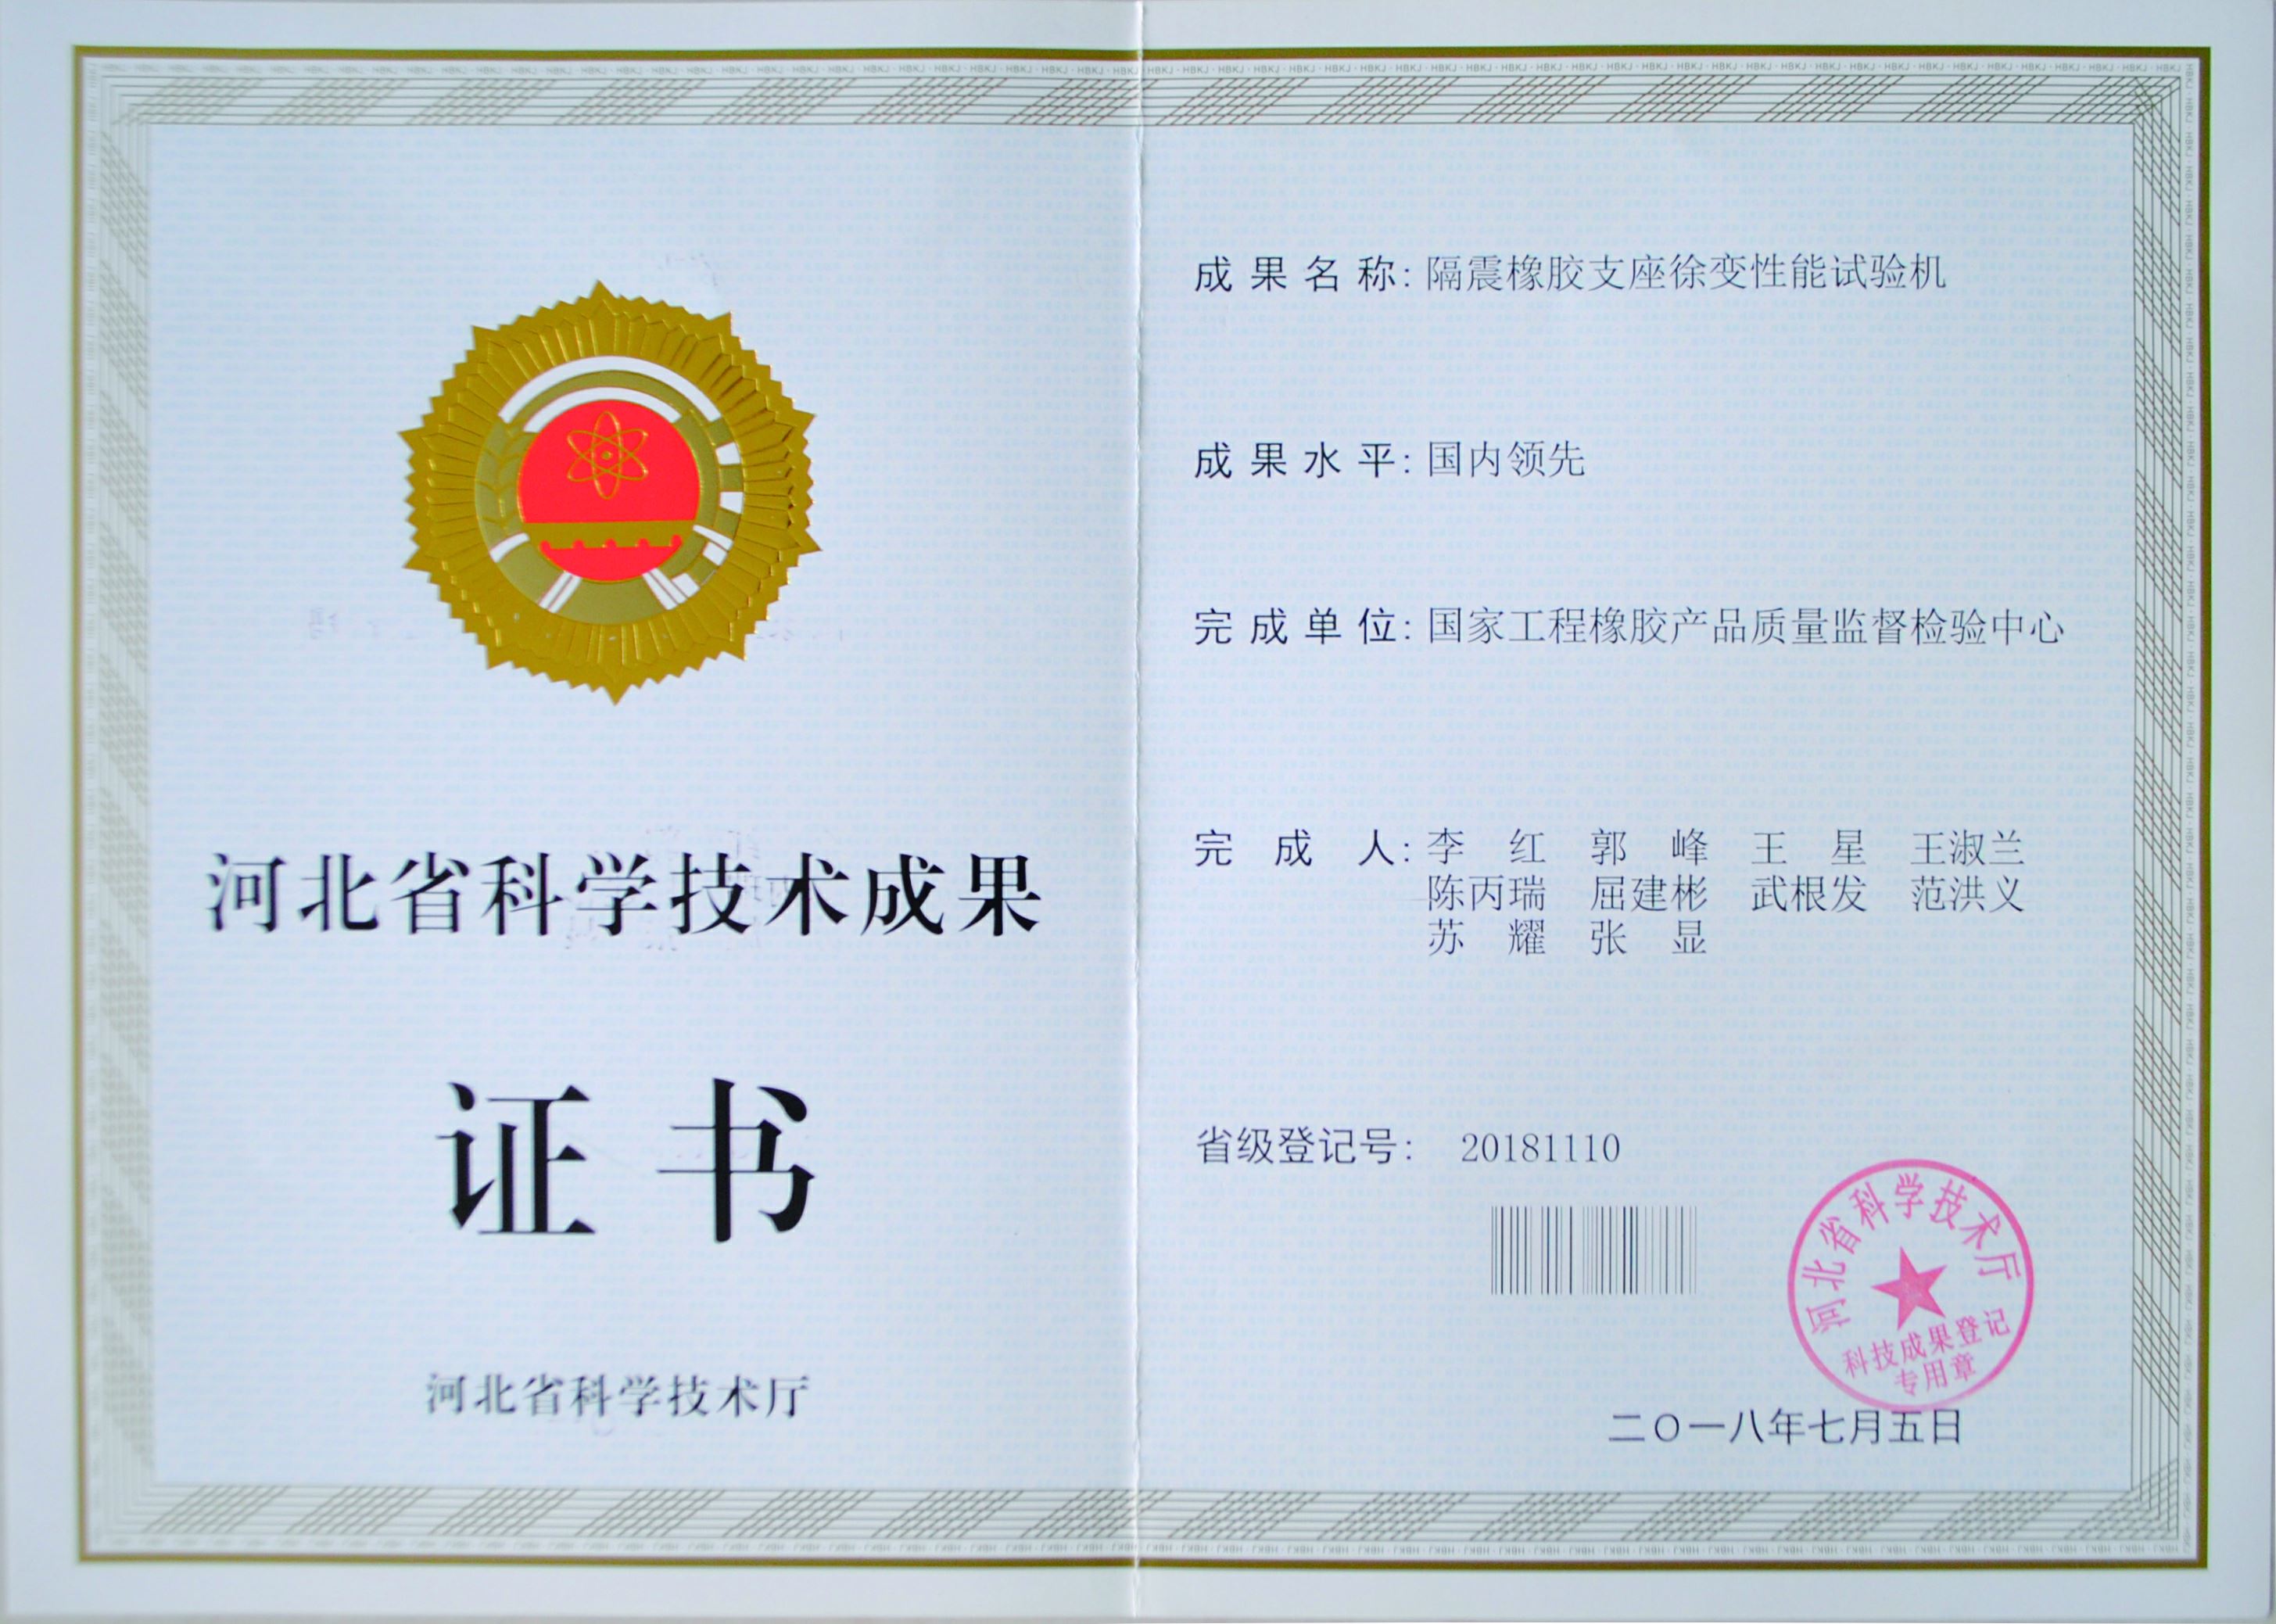 河北省科学技术成果
证书
河北省科学技术厅
成果名称：隔震橡胶支座徐变性能试验机
成果水平：国内领先
完成单位：国家工程橡胶产品质量监督检验中心
完成人：李红 郭峰 王星 王淑兰
陈丙瑞 屈建彬 武根发 范洪义
苏耀 张显
省级登记号： 20181110
河北省科学技术厅
科技成果登记
专用章
二〇一八年七月五日